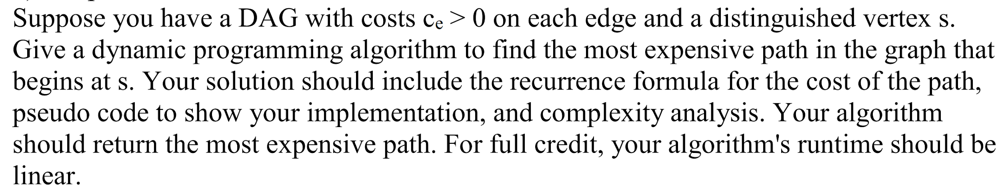 Suppose you have a DAG with costs cₑ > 0 on each edge and a distinguished vertex s.
Give a dynamic programming algorithm to find the most expensive path in the graph that
begins at s. Your solution should include the recurrence formula for the cost of the path,
pseudo code to show your implementation, and complexity analysis. Your algorithm
should return the most expensive path. For full credit, your algorithm's runtime should be
linear.